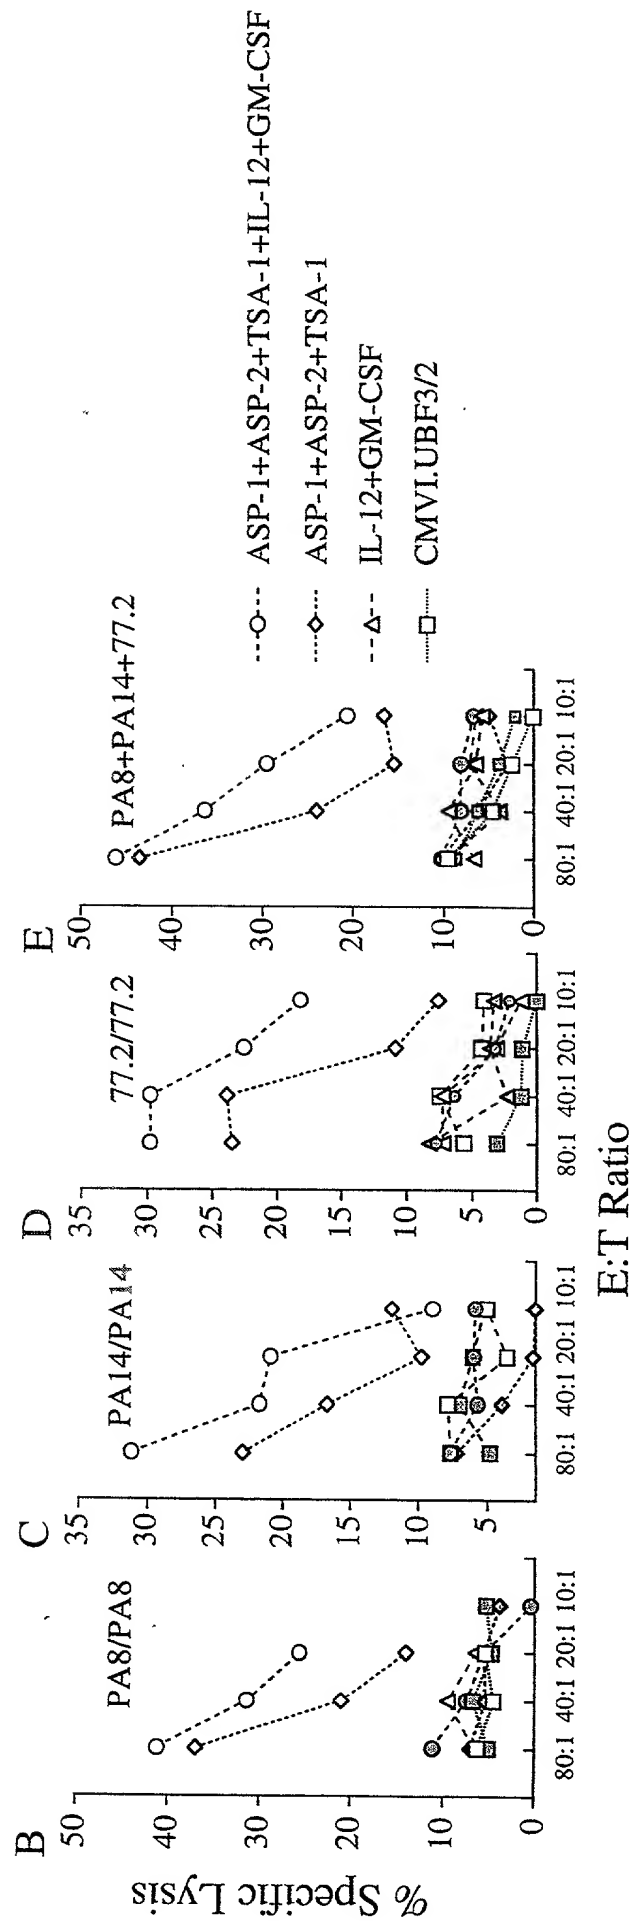 B
PA8/PA8
50
40
30
20
10
0
80:1 40:1 20:1 10:1
C
PA14/PA14
35
30
25
20
15
10
5
80:1 40:1 20:1 10:1
D
77.2/77.2
35
30
25
20
15
10
5
0
80:1 40:1 20:1 10:1
E
PA8+PA14+77.2
50
40
30
20
10
0
80:1 40:1 20:1 10:1
% Specific Lysis
E:T Ratio
ASP-1+ASP-2+TSA-1+IL-12+GM-CSF
ASP-1+ASP-2+TSA-1
IL-12+GM-CSF
CMVI.UBF3/2